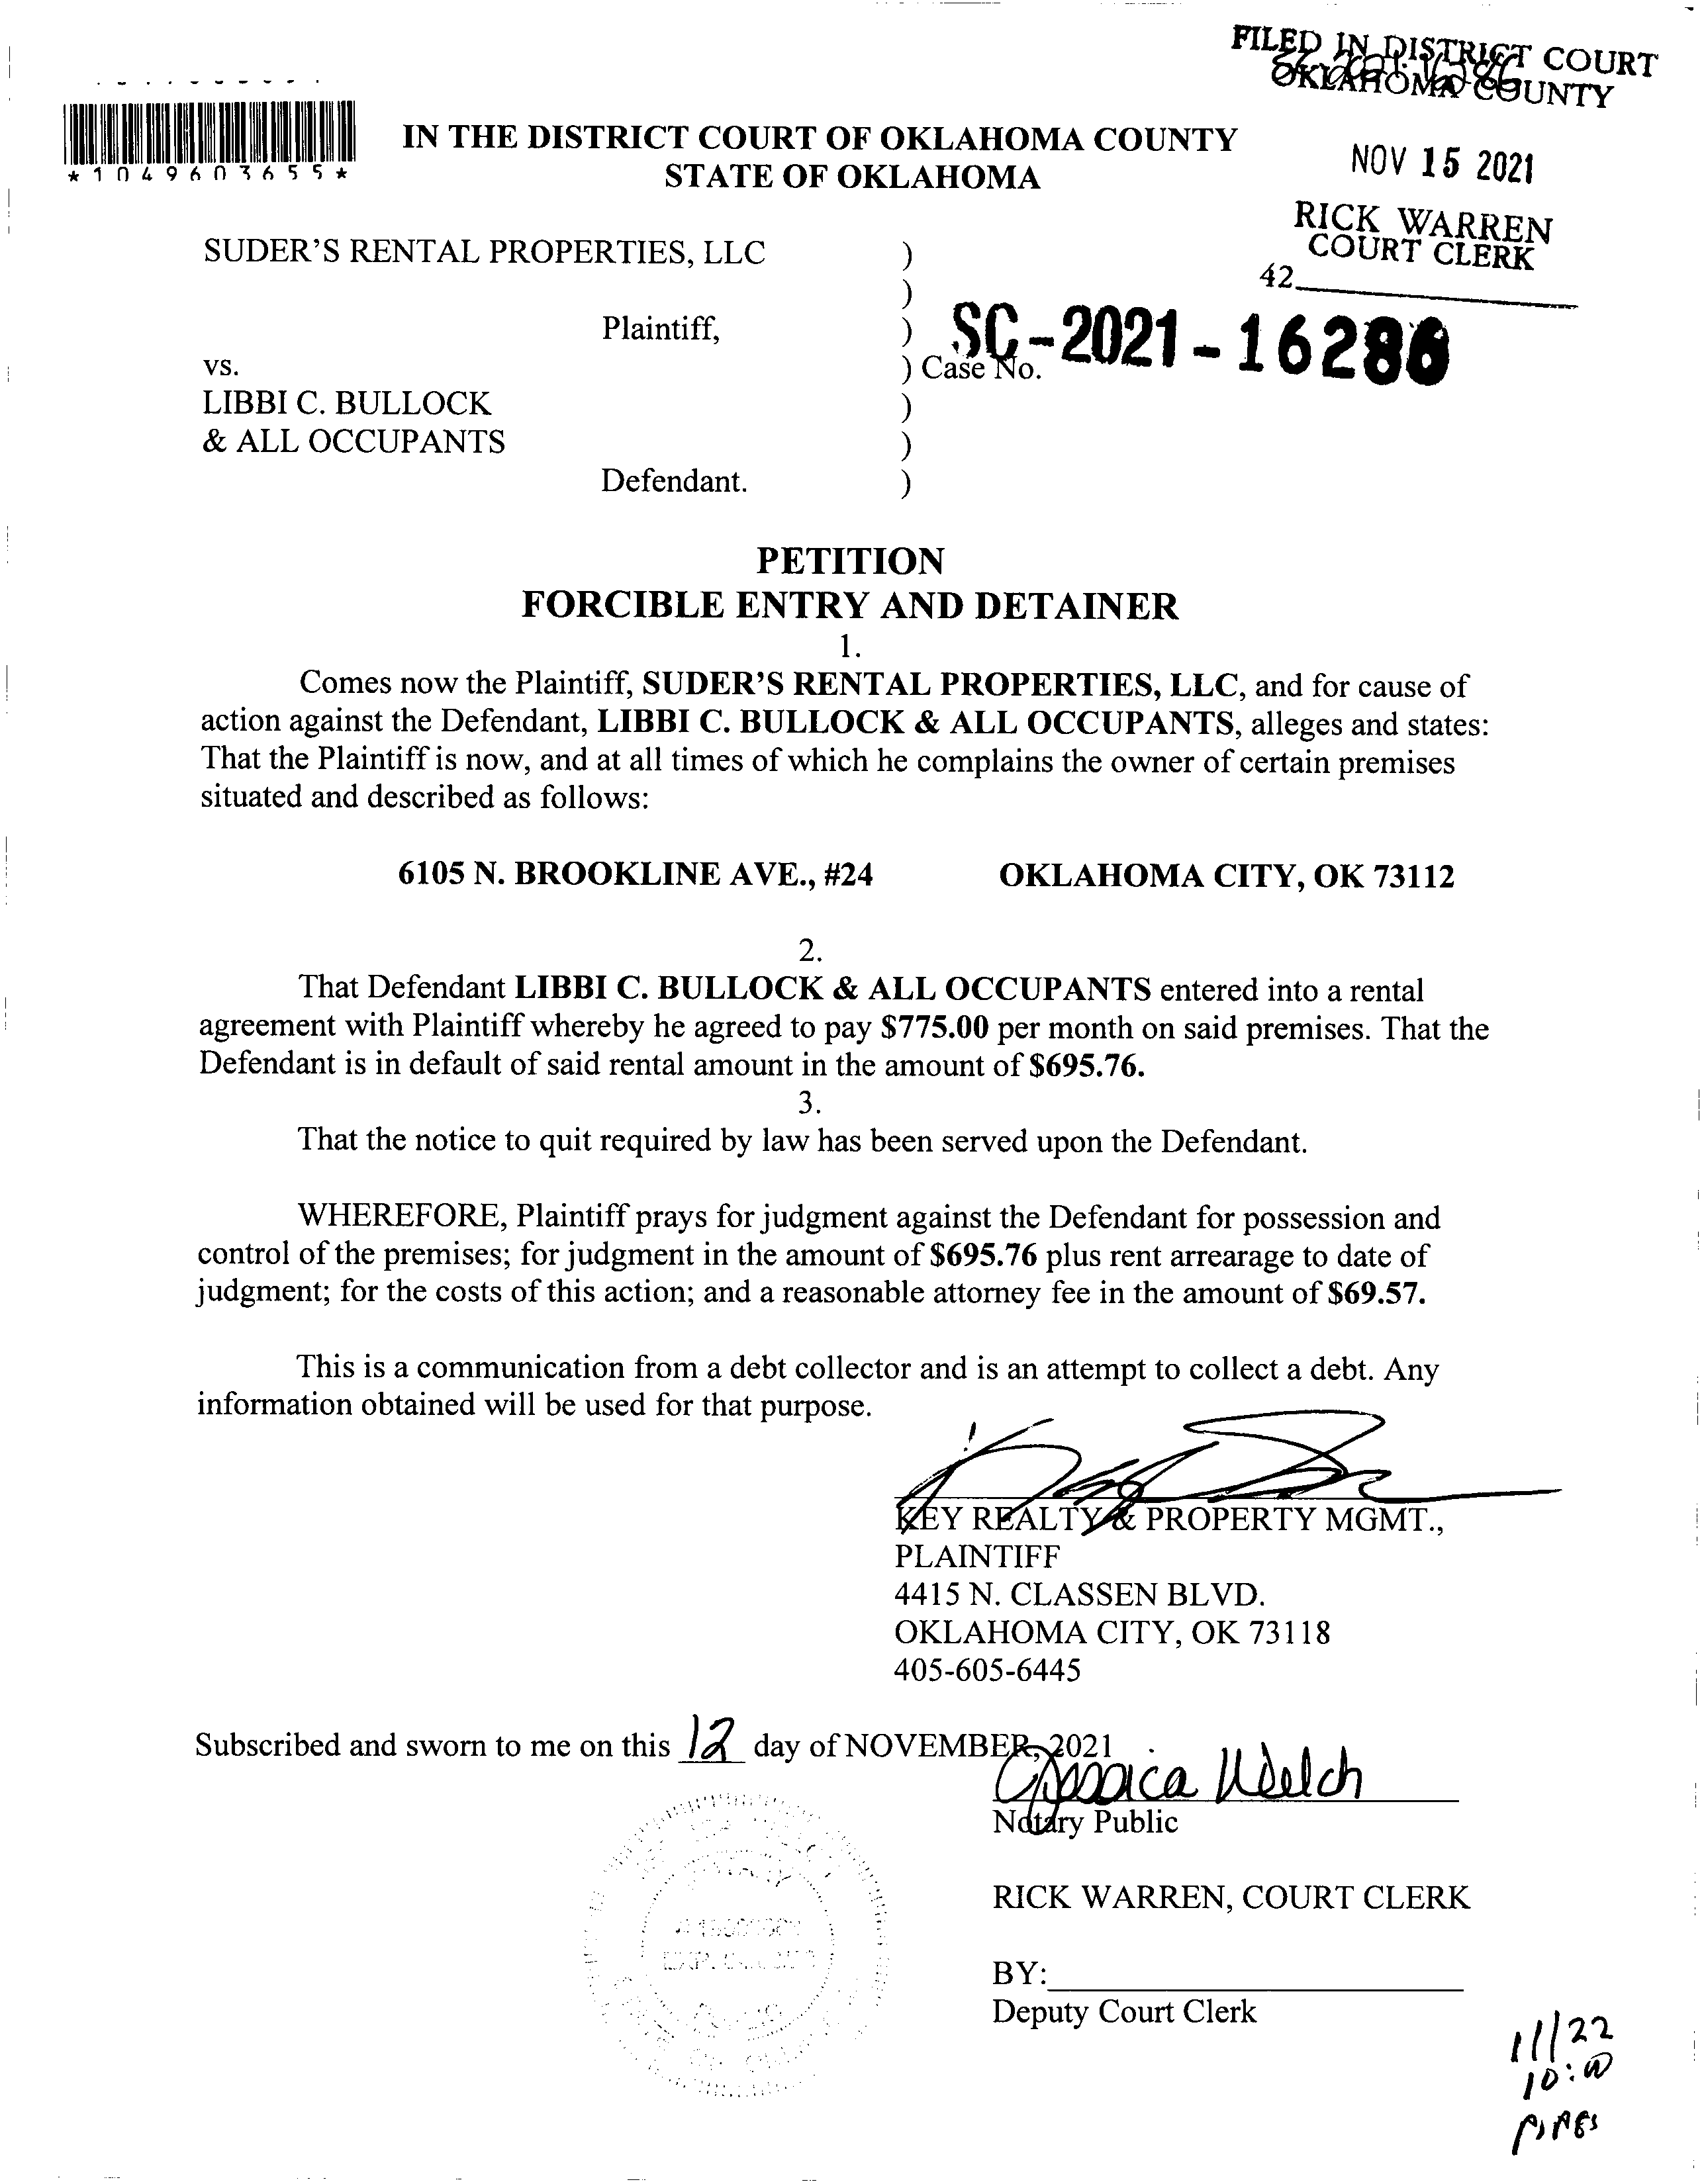 FILED IN DISTRICT COURT
OKLAHOMA COUNTY
*1049603655*
IN THE DISTRICT COURT OF OKLAHOMA COUNTY
STATE OF OKLAHOMA
NOV 15 2021
RICK WARREN
COURT CLERK
42
SUDER'S RENTAL PROPERTIES, LLC )
)
Plaintiff, )
vs. ) Case No. SC-2021-16286
LIBBI C. BULLOCK )
& ALL OCCUPANTS )
Defendant. )
PETITION
FORCIBLE ENTRY AND DETAINER
1.
Comes now the Plaintiff, SUDER'S RENTAL PROPERTIES, LLC, and for cause of
action against the Defendant, LIBBI C. BULLOCK & ALL OCCUPANTS, alleges and states:
That the Plaintiff is now, and at all times of which he complains the owner of certain premises
situated and described as follows:
6105 N. BROOKLINE AVE., #24 OKLAHOMA CITY, OK 73112
2.
That Defendant LIBBI C. BULLOCK & ALL OCCUPANTS entered into a rental
agreement with Plaintiff whereby he agreed to pay $775.00 per month on said premises. That the
Defendant is in default of said rental amount in the amount of $695.76.
3.
That the notice to quit required by law has been served upon the Defendant.
WHEREFORE, Plaintiff prays for judgment against the Defendant for possession and
control of the premises; for judgment in the amount of $695.76 plus rent arrearage to date of
judgment; for the costs of this action; and a reasonable attorney fee in the amount of $69.57.
This is a communication from a debt collector and is an attempt to collect a debt. Any
information obtained will be used for that purpose.
KEY REALTY & PROPERTY MGMT.,
PLAINTIFF
4415 N. CLASSEN BLVD.
OKLAHOMA CITY, OK 73118
405-605-6445
Subscribed and sworn to me on this 12 day of NOVEMBER, 2021
Jessica Welch
Notary Public
RICK WARREN, COURT CLERK
BY:
Deputy Court Clerk
11/22
10:00